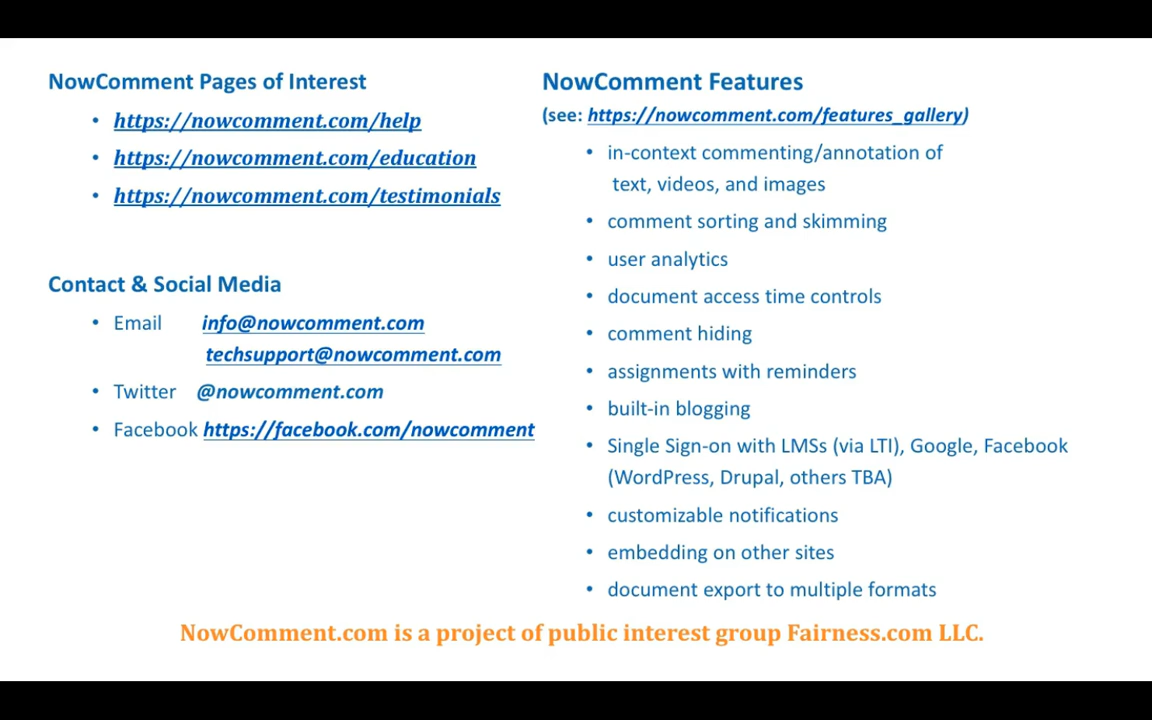 NowComment Pages of Interest
• https://nowcomment.com/help
• https://nowcomment.com/education
• https://nowcomment.com/testimonials
Contact & Social Media
• Email info@nowcomment.com
techsupport@nowcomment.com
• Twitter @nowcomment.com
• Facebook https://facebook.com/nowcomment
NowComment Features
(see: https://nowcomment.com/features_gallery)
• in-context commenting/annotation of
text, videos, and images
• comment sorting and skimming
• user analytics
• document access time controls
• comment hiding
• assignments with reminders
• built-in blogging
• Single Sign-on with LMSs (via LTI), Google, Facebook
(WordPress, Drupal, others TBA)
• customizable notifications
• embedding on other sites
• document export to multiple formats
NowComment.com is a project of public interest group Fairness.com LLC.